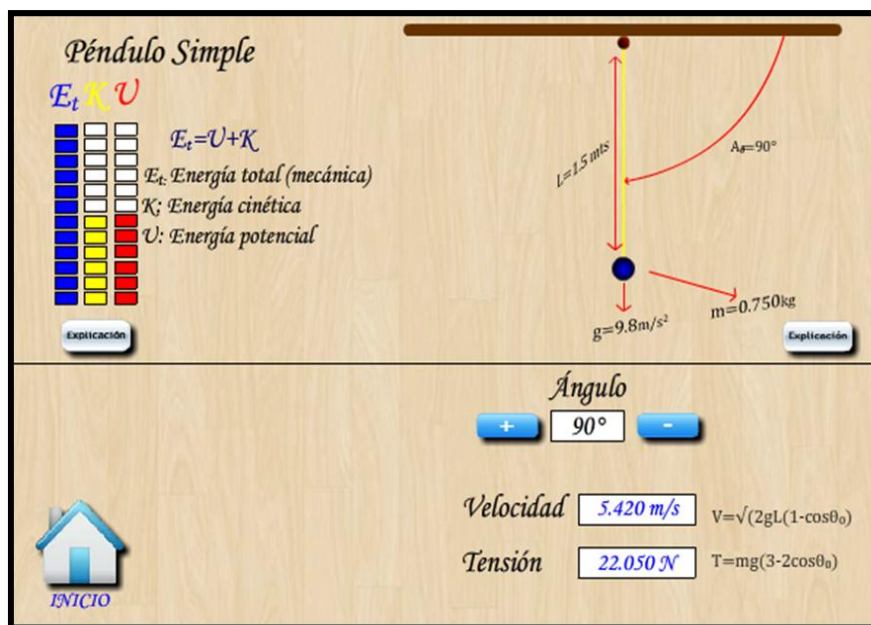 Péndulo Simple
Et K U
Et=U+K
Et: Energía total (mecánica)
K; Energía cinética
U: Energía potencial
Explicación
L=1.5 mts
A₀=90°
g=9.8m/s²
m=0.750kg
Explicación
Ángulo
+ 90° -
Velocidad 5.420 m/s V=√(2gL(1-cosθ₀)
Tensión 22.050 N T=mg(3-2cosθ₀)
INICIO